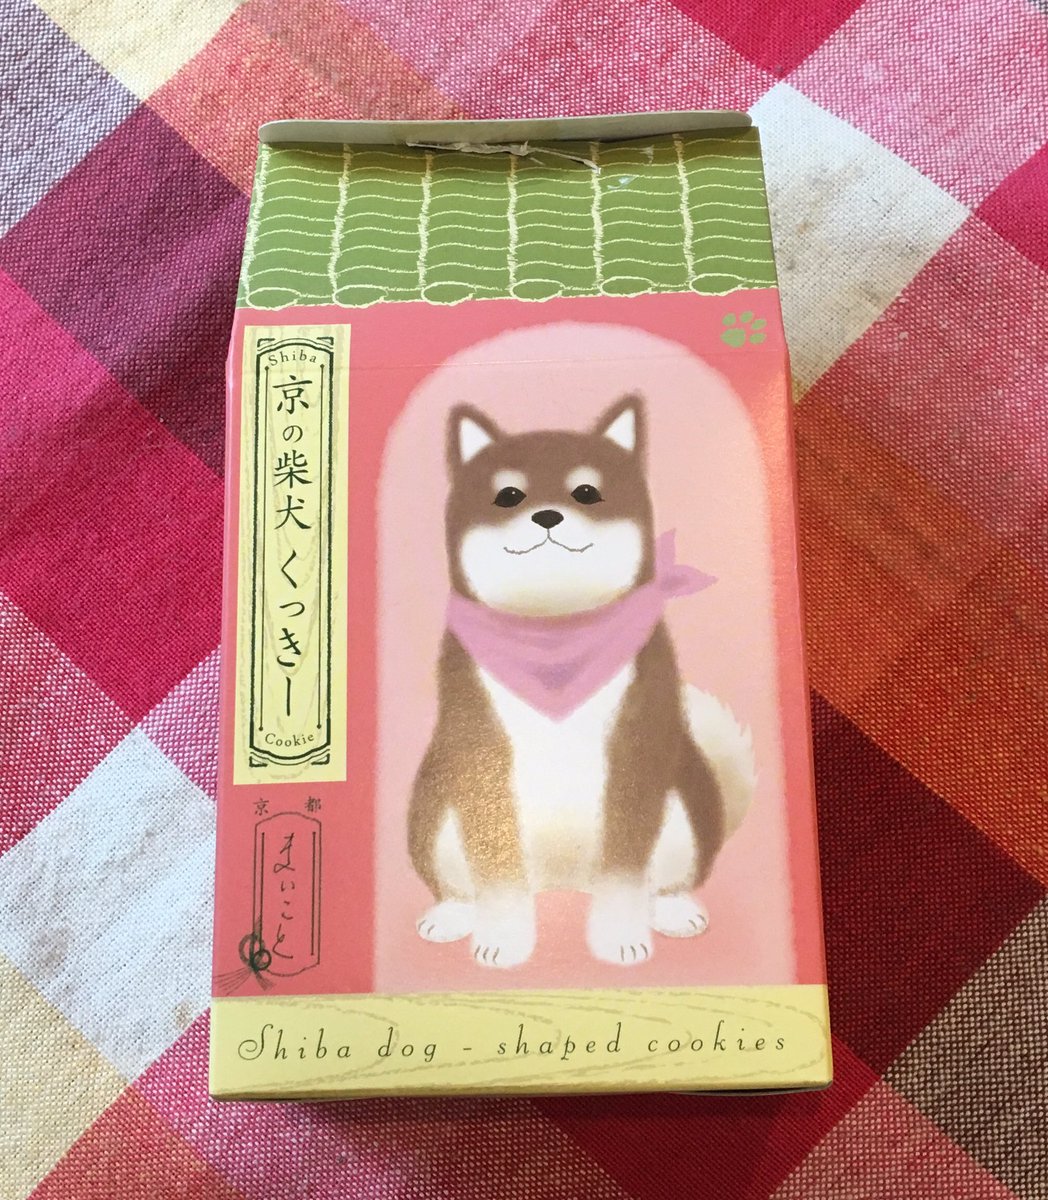 Shiba
京の柴犬くっきー
Cookie
京都
まいこと
Shiba dog - shaped cookies